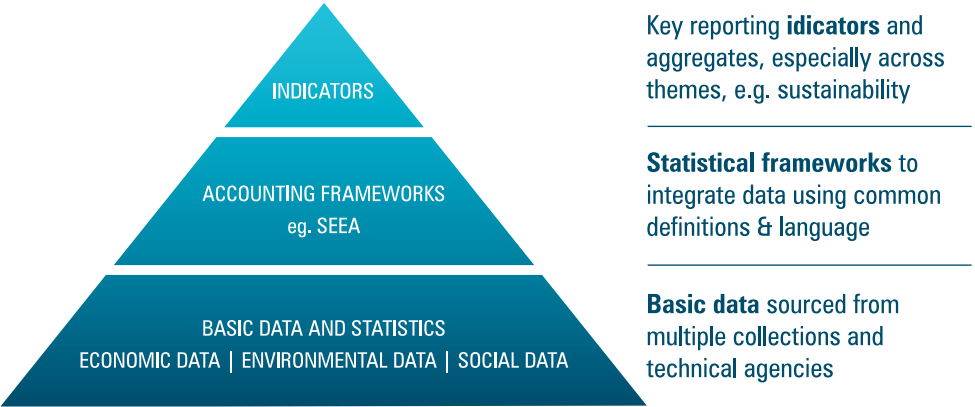 INDICATORS
Key reporting idicators and
aggregates, especially across
themes, e.g. sustainability
ACCOUNTING FRAMEWORKS
eg. SEEA
Statistical frameworks to
integrate data using common
definitions & language
BASIC DATA AND STATISTICS
ECONOMIC DATA | ENVIRONMENTAL DATA | SOCIAL DATA
Basic data sourced from
multiple collections and
technical agencies